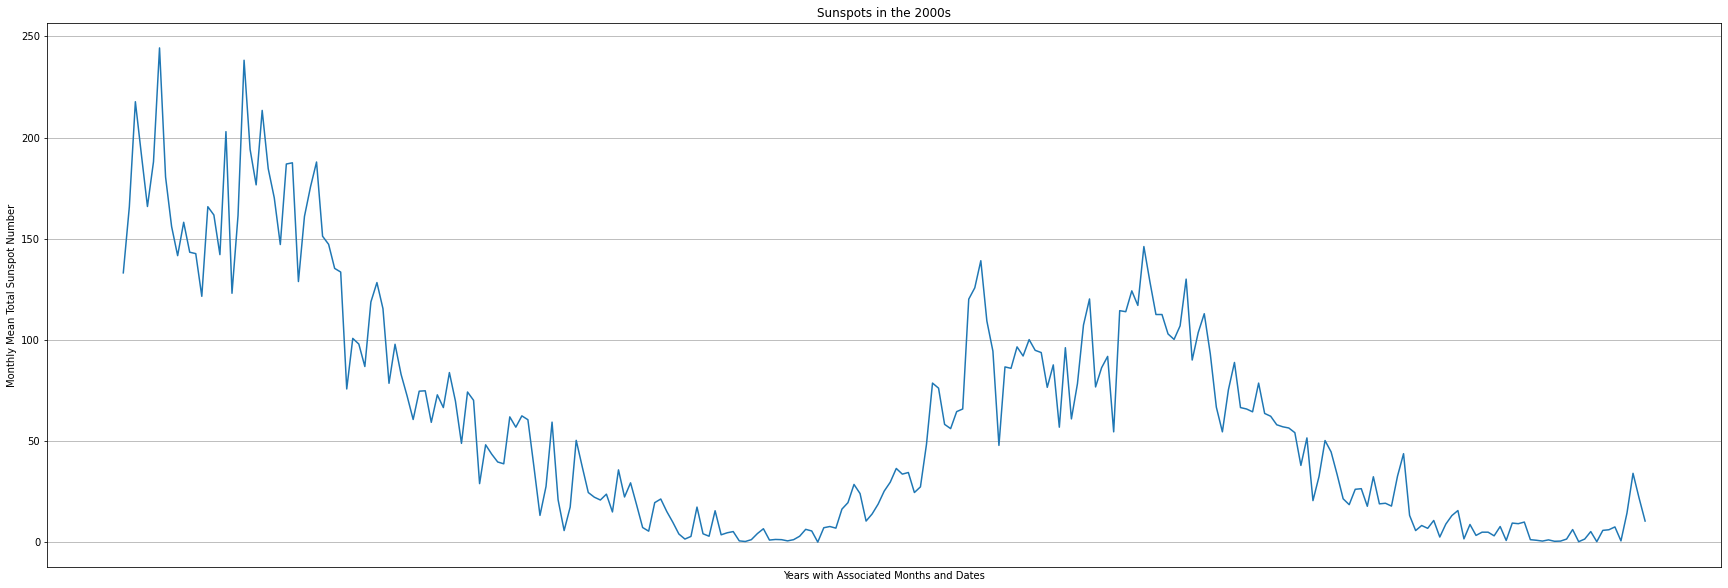 Sunspots in the 2000s
250
200
150
100
50
0
Monthly Mean Total Sunspot Number
Years with Associated Months and Dates